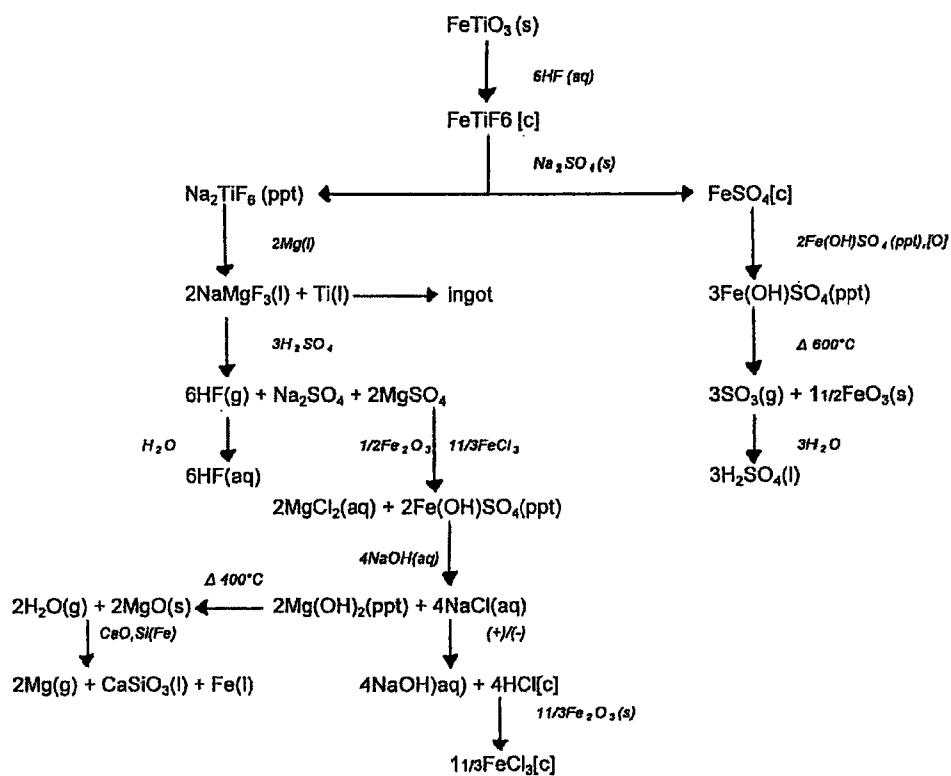 FeTiO₃ (s)
6HF (aq)
FeTiF6 [c]
Na₂SO₄(s)
Na₂TiF₆ (ppt)
FeSO₄[c]
2Mg(l)
2Fe(OH)SO₄(ppt),[O]
2NaMgF₃(l) + Ti(l)
ingot
3Fe(OH)SO₄(ppt)
3H₂SO₄
Δ 600°C
6HF(g) + Na₂SO₄ + 2MgSO₄
3SO₃(g) + 11/2FeO₃(s)
H₂O
1/2Fe₂O₃
11/3FeCl₃
3H₂O
6HF(aq)
3H₂SO₄(l)
2MgCl₂(aq) + 2Fe(OH)SO₄(ppt)
4NaOH(aq)
Δ 400°C
2H₂O(g) + 2MgO(s)
2Mg(OH)₂(ppt) + 4NaCl(aq)
CaO,Si(Fe)
(+)/(-)
2Mg(g) + CaSiO₃(l) + Fe(l)
4NaOH)aq) + 4HCl[c]
11/3Fe₂O₃(s)
11/3FeCl₃[c]